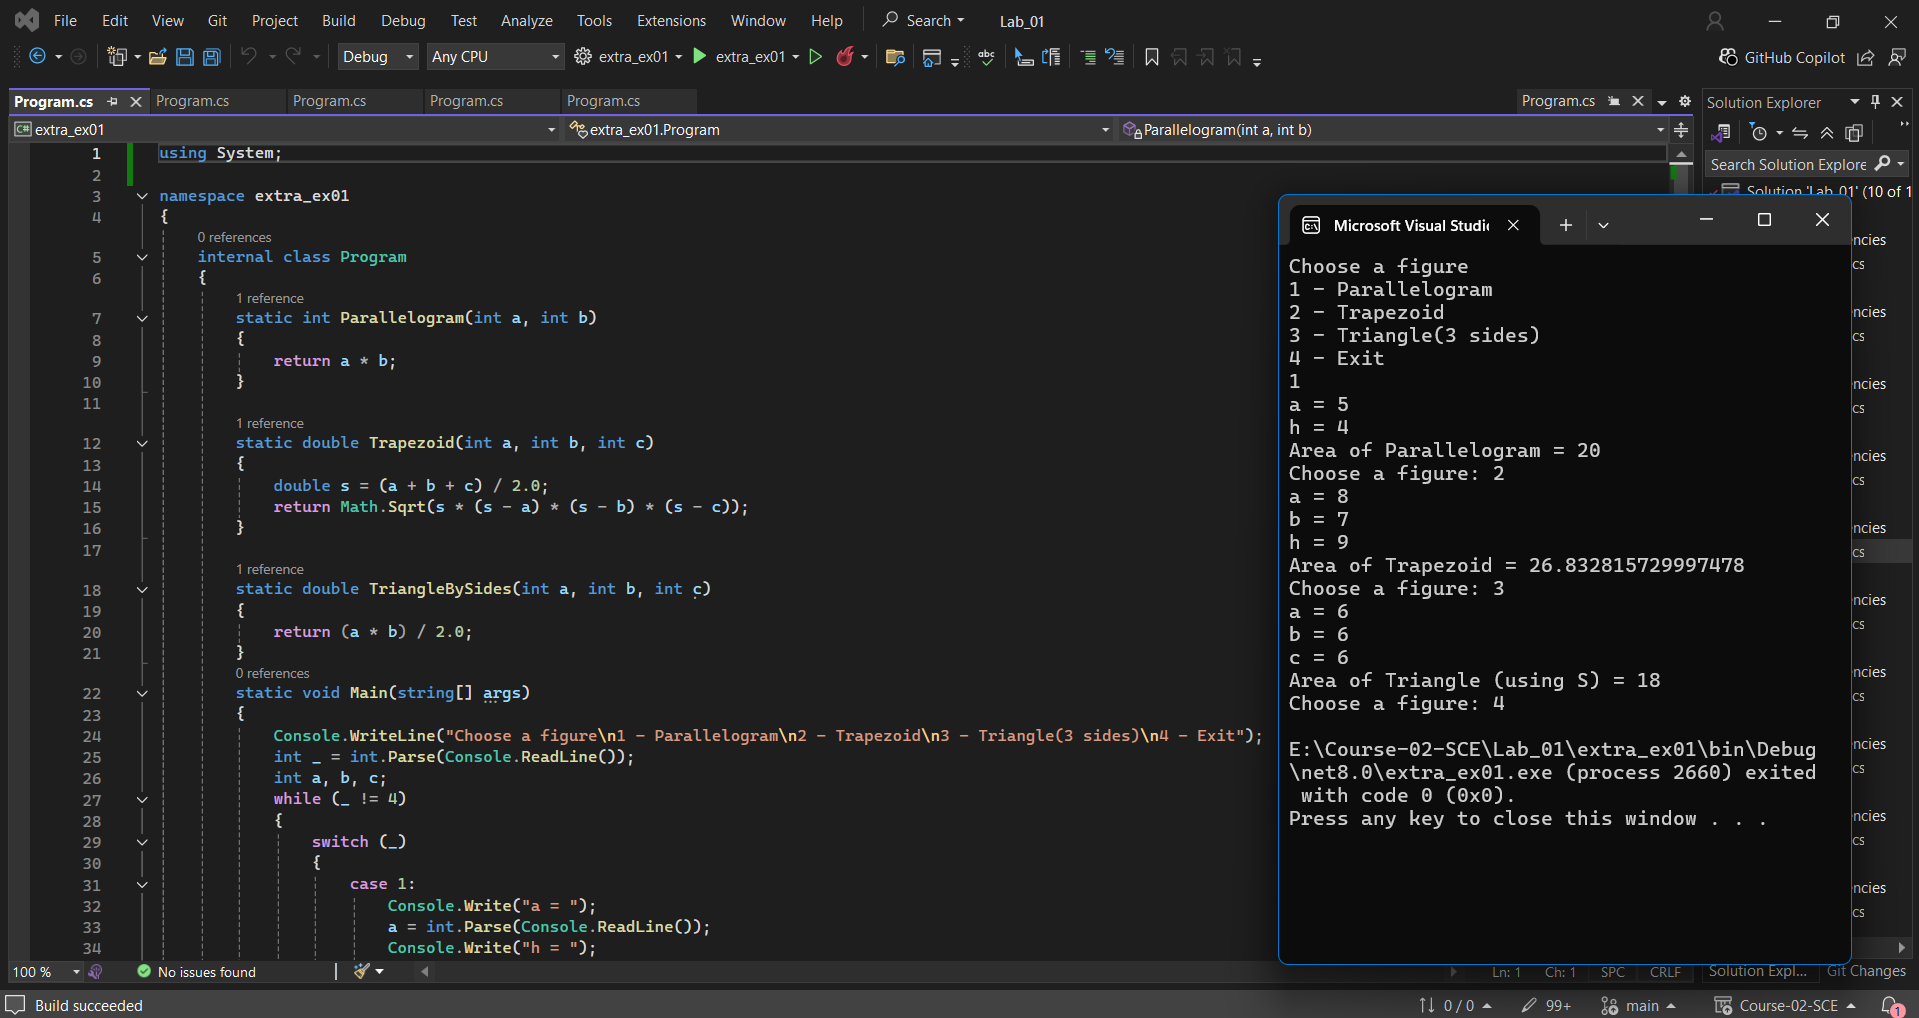 File Edit View Git Project Build Debug Test Analyze Tools Extensions Window Help Search Lab_01
Debug Any CPU extra_ex01 extra_ex01 abc GitHub Copilot
Program.cs Program.cs Program.cs Program.cs Program.cs Program.cs Solution Explorer
C# extra_ex01 extra_ex01.Program Parallelogram(int a, int b)
Search Solution Explore
Solution 'Lab_01' (10 of 1
1 using System;
2
3 namespace extra_ex01
4 {
0 references
5 internal class Program
6 {
1 reference
7 static int Parallelogram(int a, int b)
8 {
9 return a * b;
10 }
11
1 reference
12 static double Trapezoid(int a, int b, int c)
13 {
14 double s = (a + b + c) / 2.0;
15 return Math.Sqrt(s * (s - a) * (s - b) * (s - c));
16 }
17
1 reference
18 static double TriangleBySides(int a, int b, int c)
19 {
20 return (a * b) / 2.0;
21 }
0 references
22 static void Main(string[] args)
23 {
24 Console.WriteLine("Choose a figure\n1 - Parallelogram\n2 - Trapezoid\n3 - Triangle(3 sides)\n4 - Exit");
25 int _ = int.Parse(Console.ReadLine());
26 int a, b, c;
27 while (_ != 4)
28 {
29 switch (_)
30 {
31 case 1:
32 Console.Write("a = ");
33 a = int.Parse(Console.ReadLine());
34 Console.Write("h = ");
Microsoft Visual Studi
Choose a figure
1 - Parallelogram
2 - Trapezoid
3 - Triangle(3 sides)
4 - Exit
1
a = 5
h = 4
Area of Parallelogram = 20
Choose a figure: 2
a = 8
b = 7
h = 9
Area of Trapezoid = 26.832815729997478
Choose a figure: 3
a = 6
b = 6
c = 6
Area of Triangle (using S) = 18
Choose a figure: 4
E:\Course-02-SCE\Lab_01\extra_ex01\bin\Debug
\net8.0\extra_ex01.exe (process 2660) exited
with code 0 (0x0).
Press any key to close this window . . .
ncies
cs
ncies
cs
ncies
cs
ncies
cs
ncies
cs
ncies
cs
ncies
cs
ncies
cs
ncies
cs
ncies
cs
100 % No issues found Ln: 1 Ch: 1 SPC CRLF Solution Expl... Git Changes
Build succeeded 0 / 0 99+ main Course-02-SCE 1